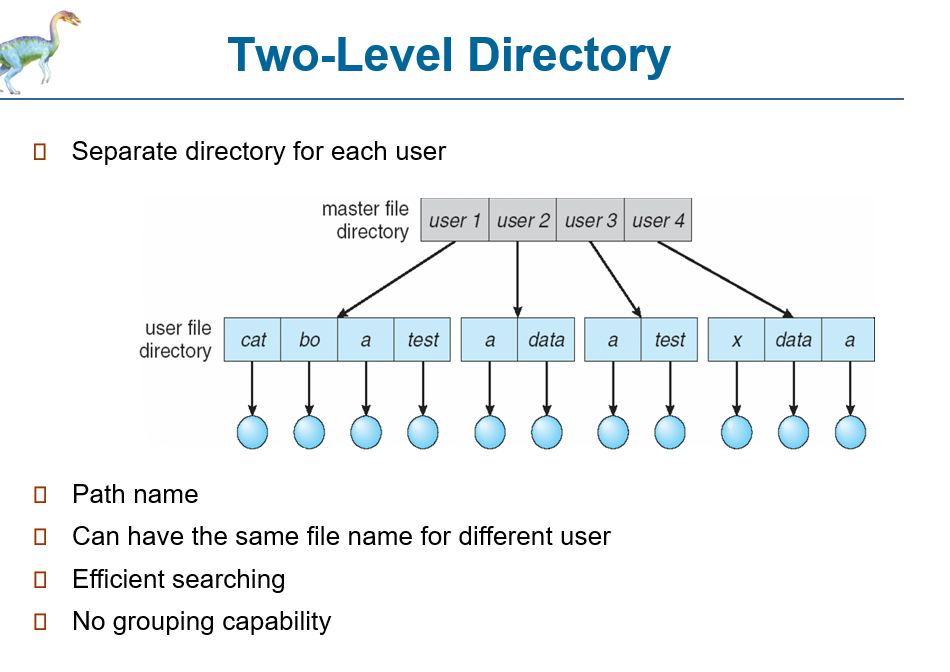 Two-Level Directory
Separate directory for each user
master file
directory
user 1 user 2 user 3 user 4
user file
directory
cat bo a test a data a test x data a
Path name
Can have the same file name for different user
Efficient searching
No grouping capability